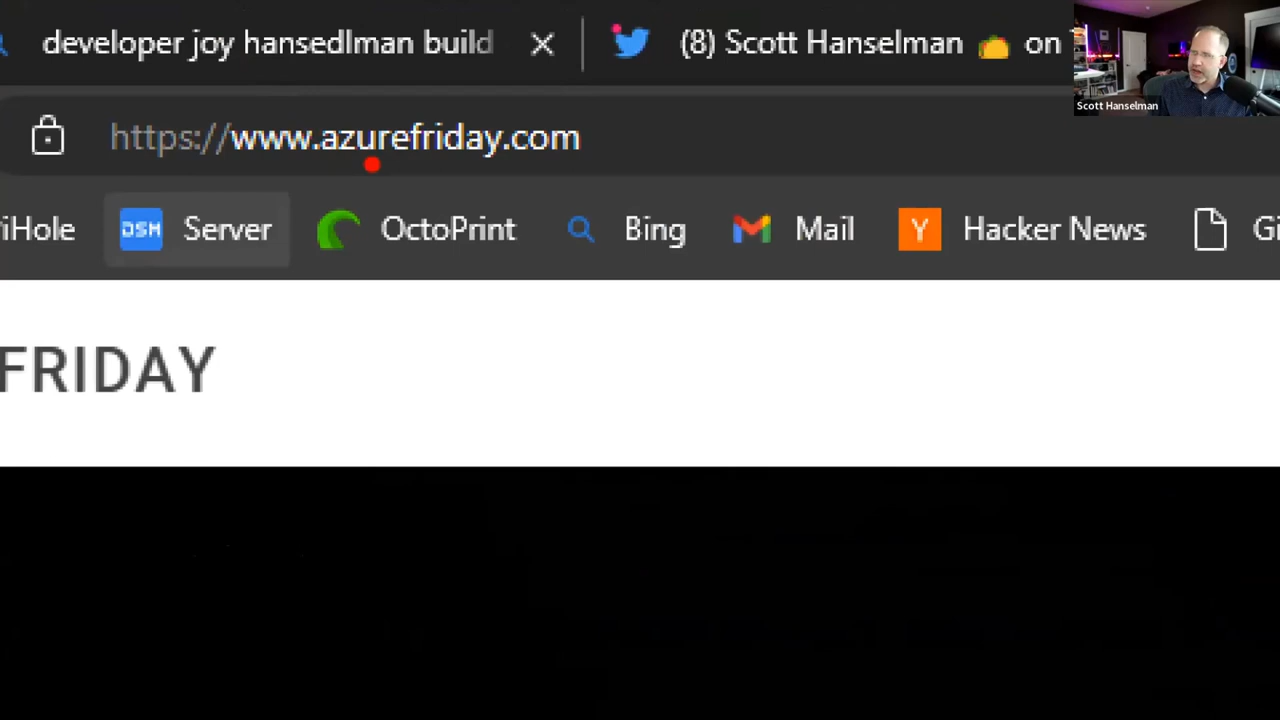 developer joy hansedlman build
(8) Scott Hanselman 🌮 on
Scott Hanselman
https://www.azurefriday.com
iHole
DSM Server
OctoPrint
Bing
Mail
Y Hacker News
FRIDAY